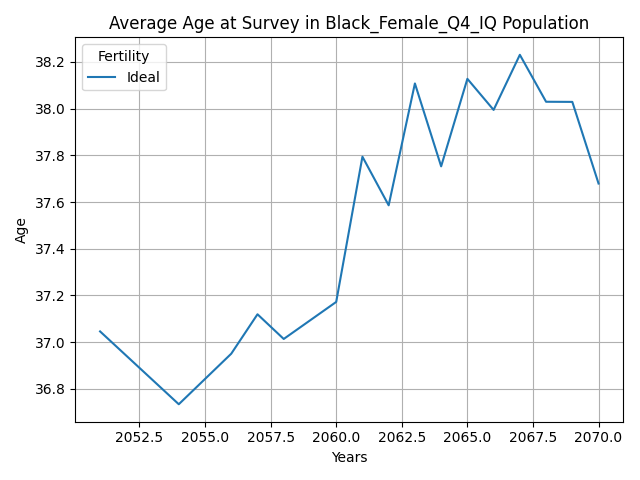 Average Age at Survey in Black_Female_Q4_IQ Population
Fertility
Ideal
38.2
38.0
37.8
37.6
37.4
37.2
37.0
36.8
Age
2052.5 2055.0 2057.5 2060.0 2062.5 2065.0 2067.5 2070.0
Years